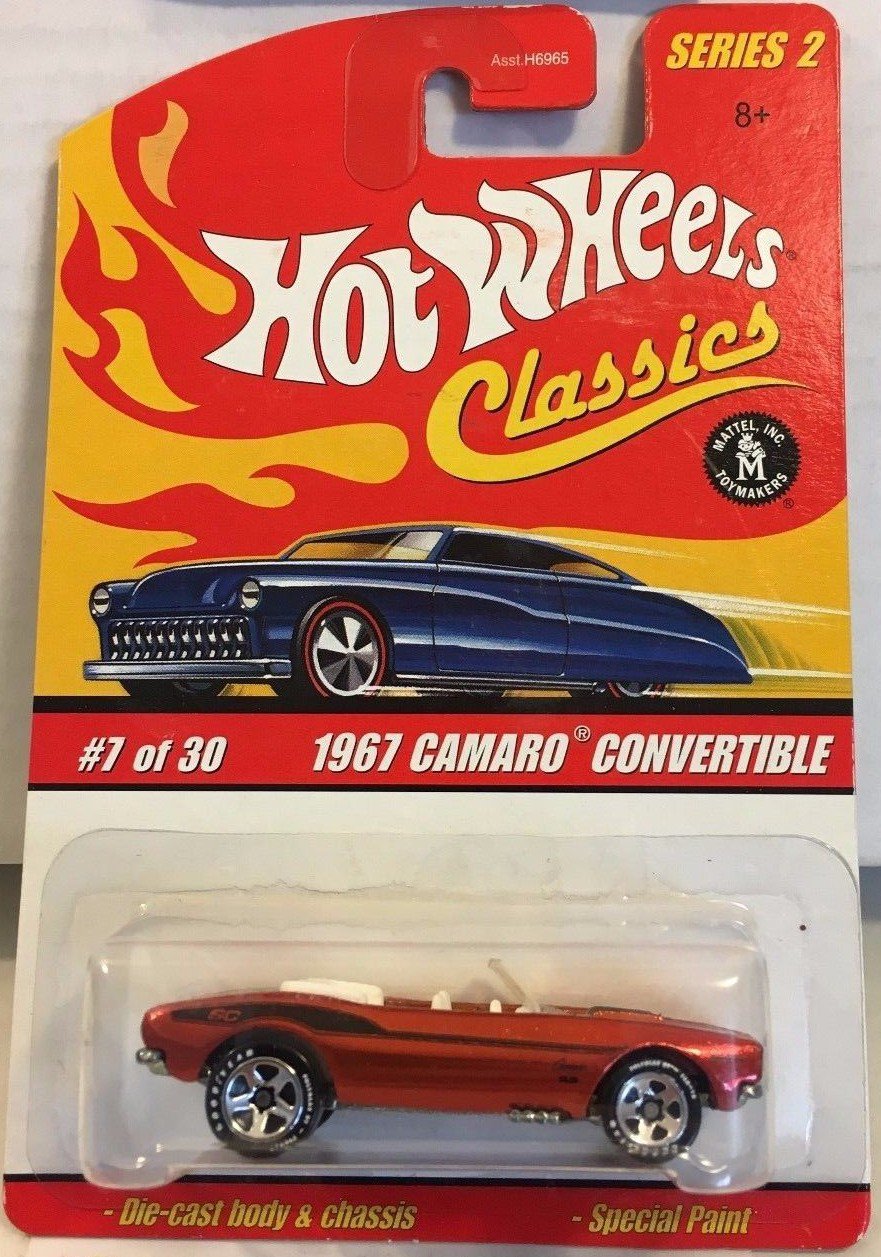 Asst.H6965
SERIES 2
8+
Hot Wheels®
Classics
MATTEL, INC.
M
TOYMAKERS
®
#7 of 30
1967 CAMARO® CONVERTIBLE
GOODYEAR
- Die-cast body & chassis
- Special Paint